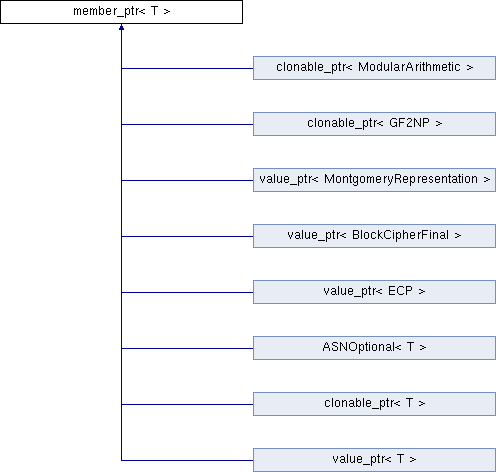 member_ptr< T >
clonable_ptr< ModularArithmetic >
clonable_ptr< GF2NP >
value_ptr< MontgomeryRepresentation >
value_ptr< BlockCipherFinal >
value_ptr< ECP >
ASNOptional< T >
clonable_ptr< T >
value_ptr< T >